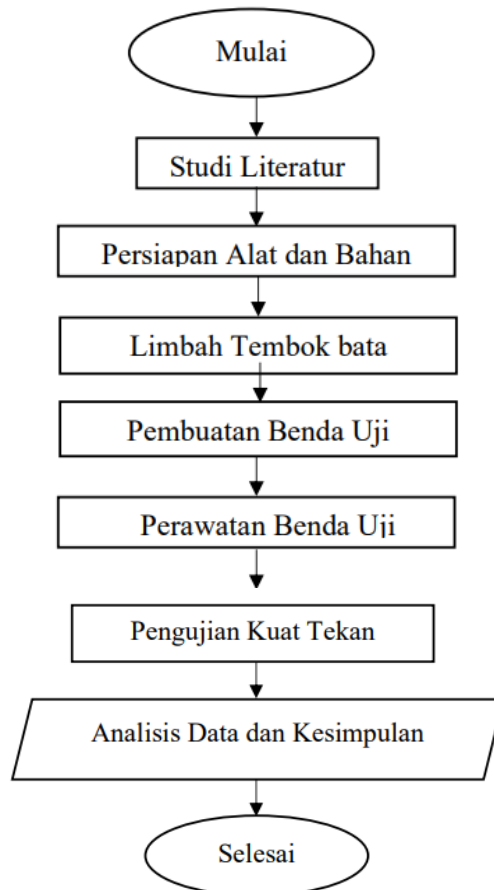 Mulai
Studi Literatur
Persiapan Alat dan Bahan
Limbah Tembok bata
Pembuatan Benda Uji
Perawatan Benda Uji
Pengujian Kuat Tekan
Analisis Data dan Kesimpulan
Selesai